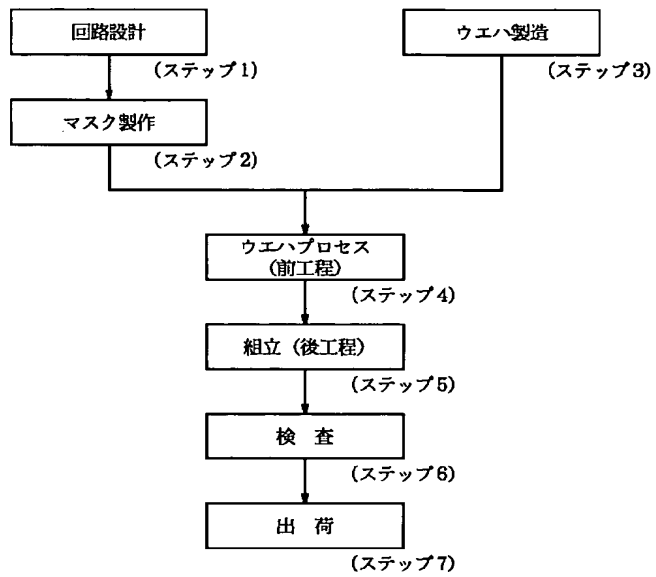 回路設計
(ステップ1)
ウエハ製造
(ステップ3)
マスク製作
(ステップ2)
ウエハプロセス
(前工程)
(ステップ4)
組立(後工程)
(ステップ5)
検 査
(ステップ6)
出 荷
(ステップ7)